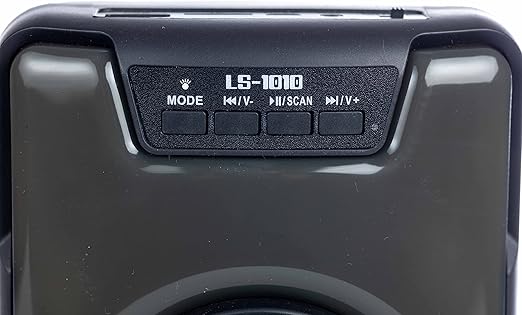 LS-1010
MODE ⏮/V- ⏯/SCAN ⏭/V+